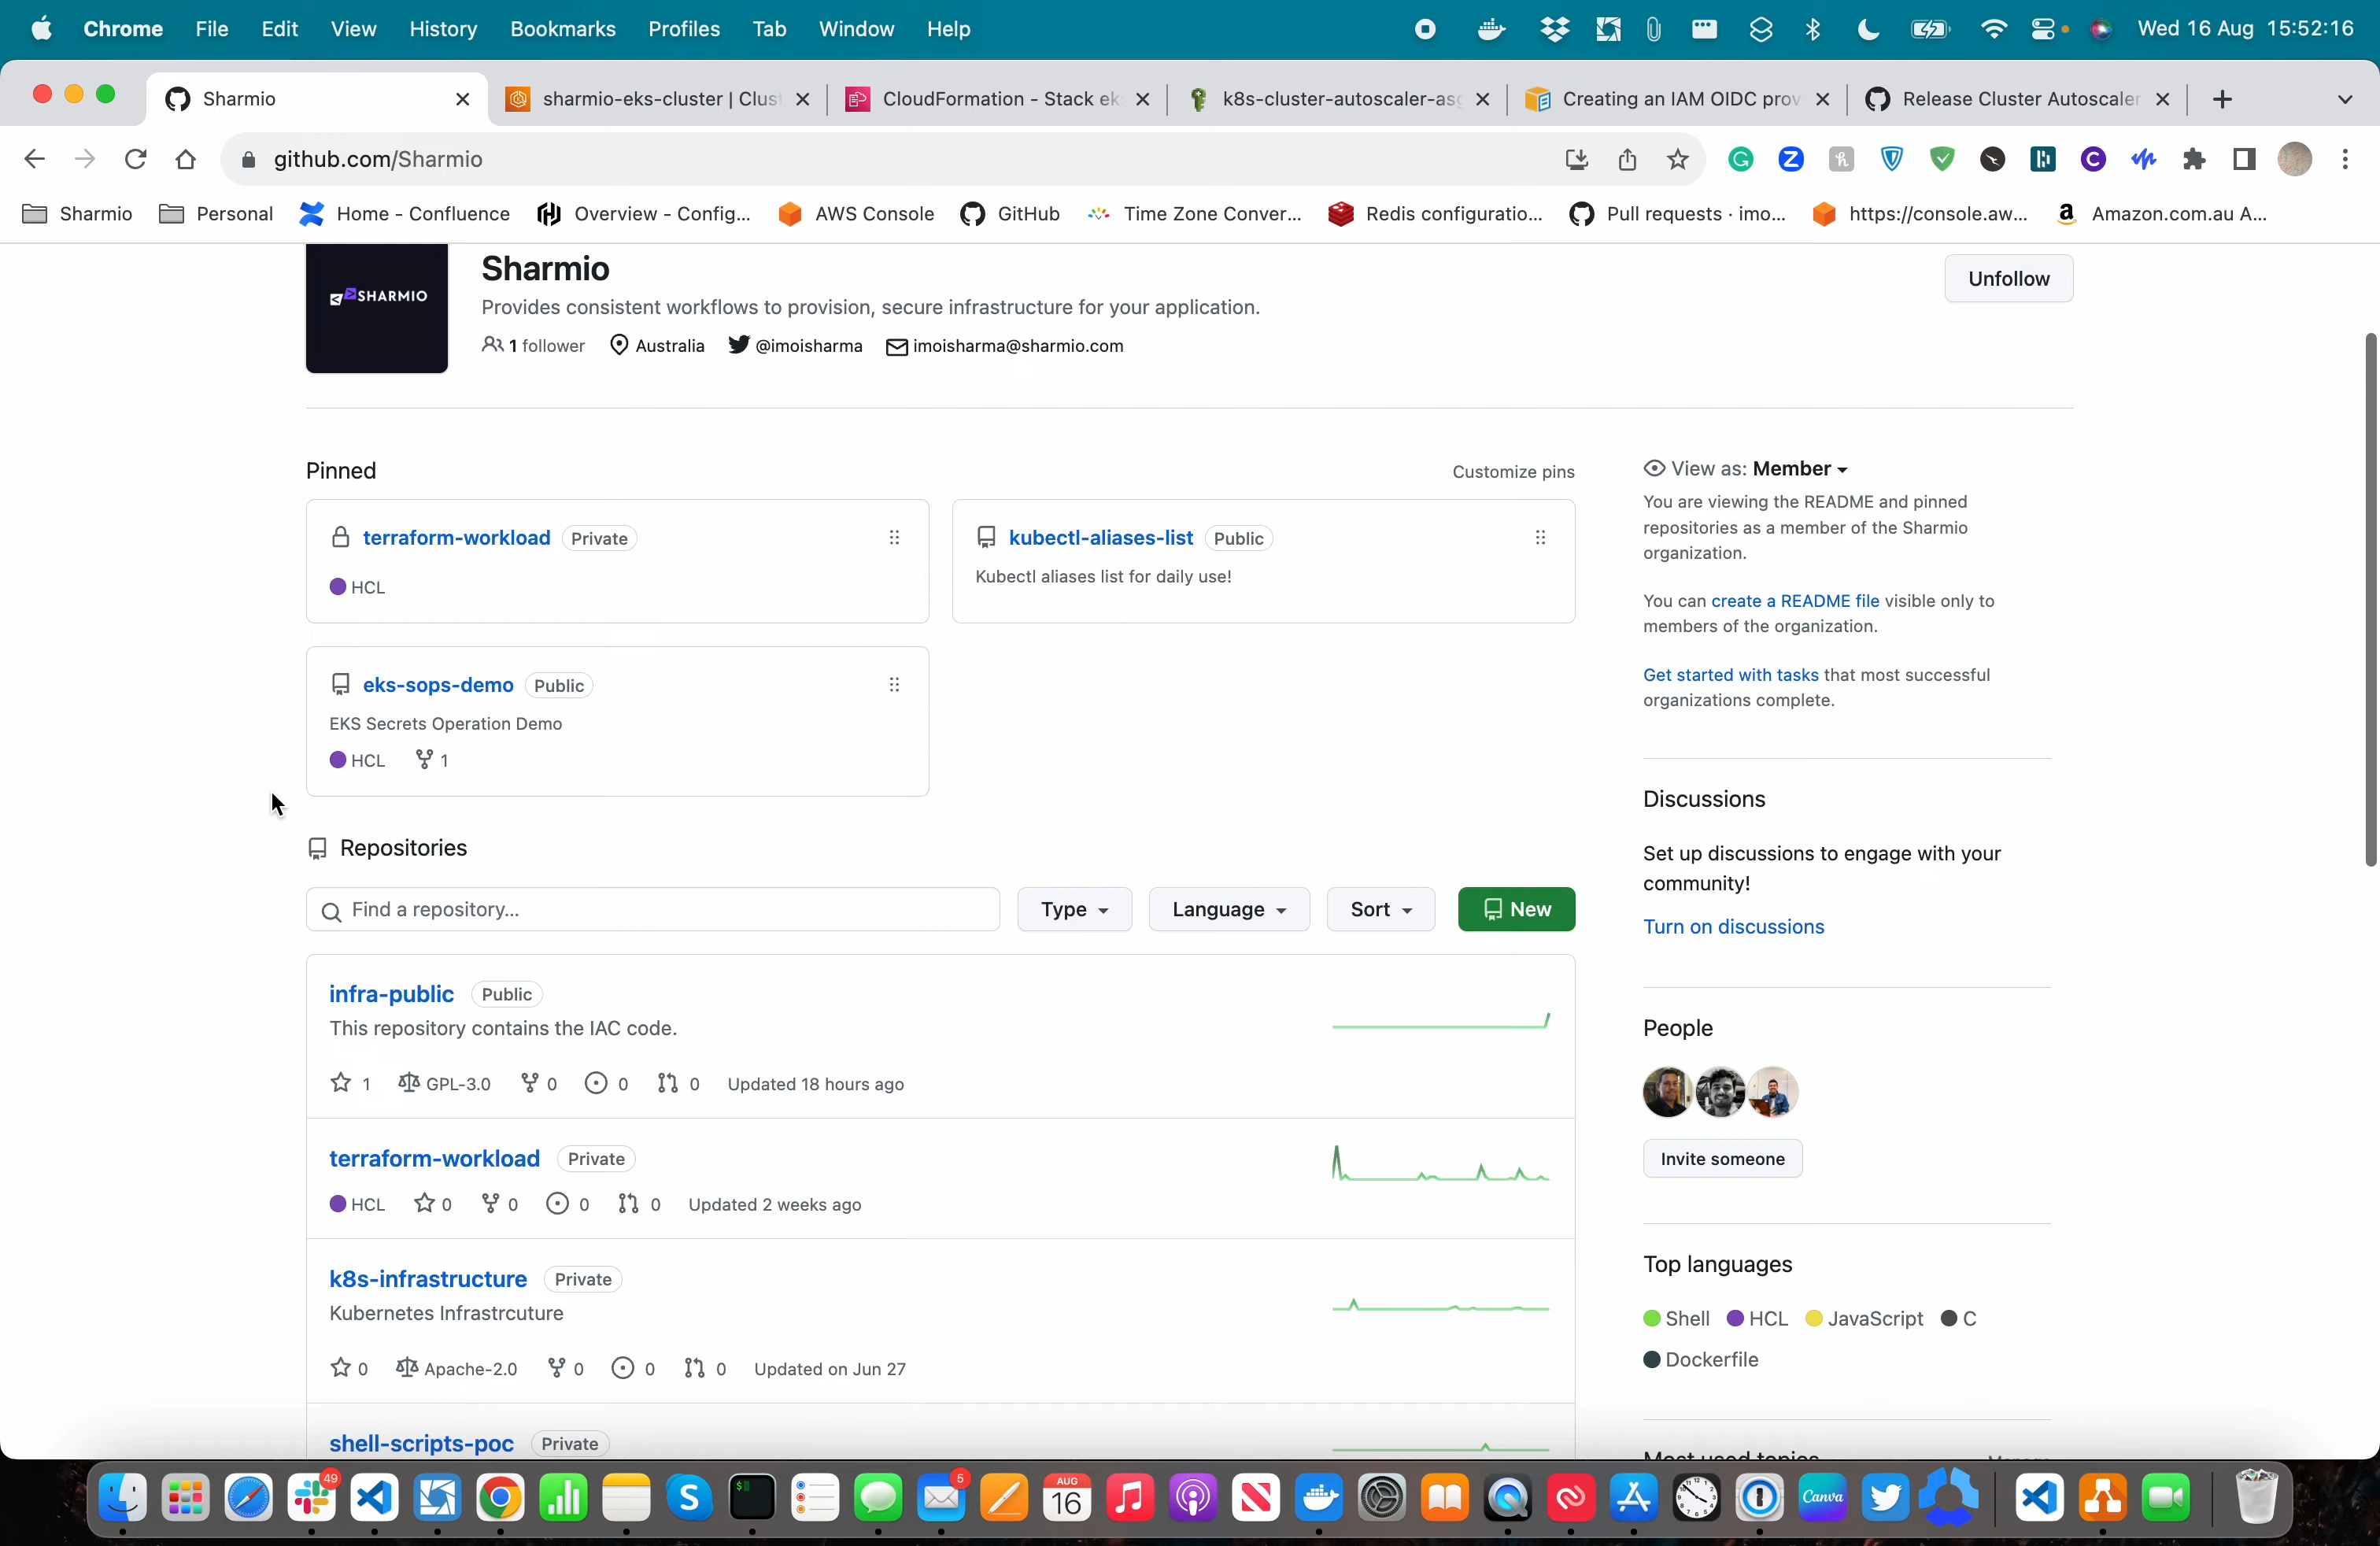 Chrome File Edit View History Bookmarks Profiles Tab Window Help Wed 16 Aug 15:52:16
Sharmio sharmio-eks-cluster | Clust CloudFormation - Stack ek k8s-cluster-autoscaler-asg Creating an IAM OIDC prov Release Cluster Autoscaler
github.com/Sharmio
Sharmio Personal Home - Confluence Overview - Config... AWS Console GitHub Time Zone Conver... Redis configuratio... Pull requests · imo... https://console.aw... Amazon.com.au A...
SHARMIO
Sharmio
Unfollow
Provides consistent workflows to provision, secure infrastructure for your application.
1 follower Australia @imoisharma imoisharma@sharmio.com
Pinned
Customize pins
terraform-workload Private
HCL
kubectl-aliases-list Public
Kubectl aliases list for daily use!
eks-sops-demo Public
EKS Secrets Operation Demo
HCL 1
View as: Member
You are viewing the README and pinned
repositories as a member of the Sharmio
organization.
You can create a README file visible only to
members of the organization.
Get started with tasks that most successful
organizations complete.
Repositories
Find a repository...
Type Language Sort New
infra-public Public
This repository contains the IAC code.
1 GPL-3.0 0 0 0 Updated 18 hours ago
terraform-workload Private
HCL 0 0 0 0 Updated 2 weeks ago
k8s-infrastructure Private
Kubernetes Infrastrcuture
0 Apache-2.0 0 0 0 Updated on Jun 27
shell-scripts-poc Private
Discussions
Set up discussions to engage with your
community!
Turn on discussions
People
Invite someone
Top languages
Shell HCL JavaScript C
Dockerfile
Most used topics
49 5 AUG 16 Canva